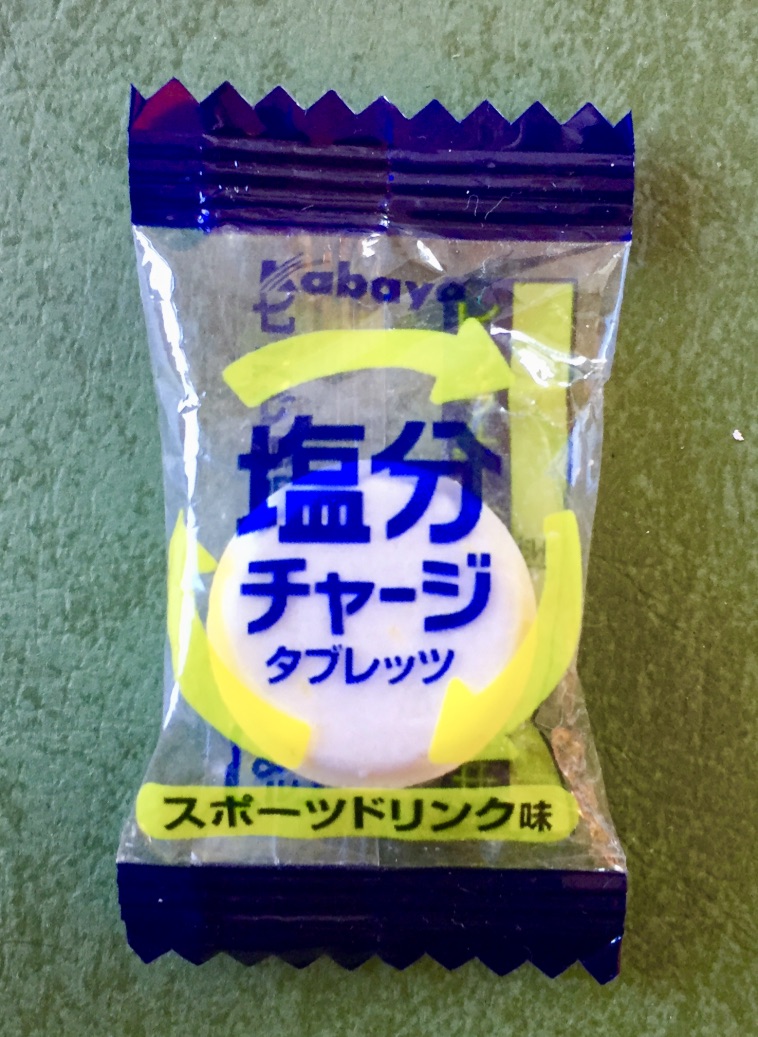 Kabaya
塩分
チャージ
タブレッツ
スポーツドリンク味